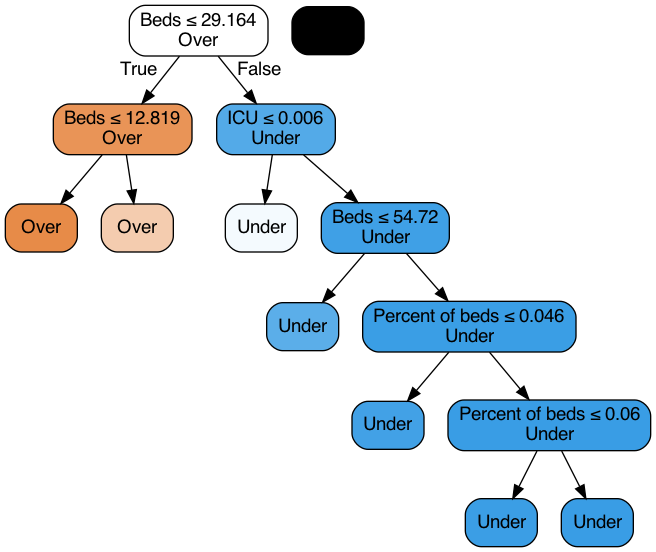 Beds ≤ 29.164
Over
True
False
Beds ≤ 12.819
Over
ICU ≤ 0.006
Under
Over
Over
Under
Beds ≤ 54.72
Under
Under
Percent of beds ≤ 0.046
Under
Under
Percent of beds ≤ 0.06
Under
Under
Under